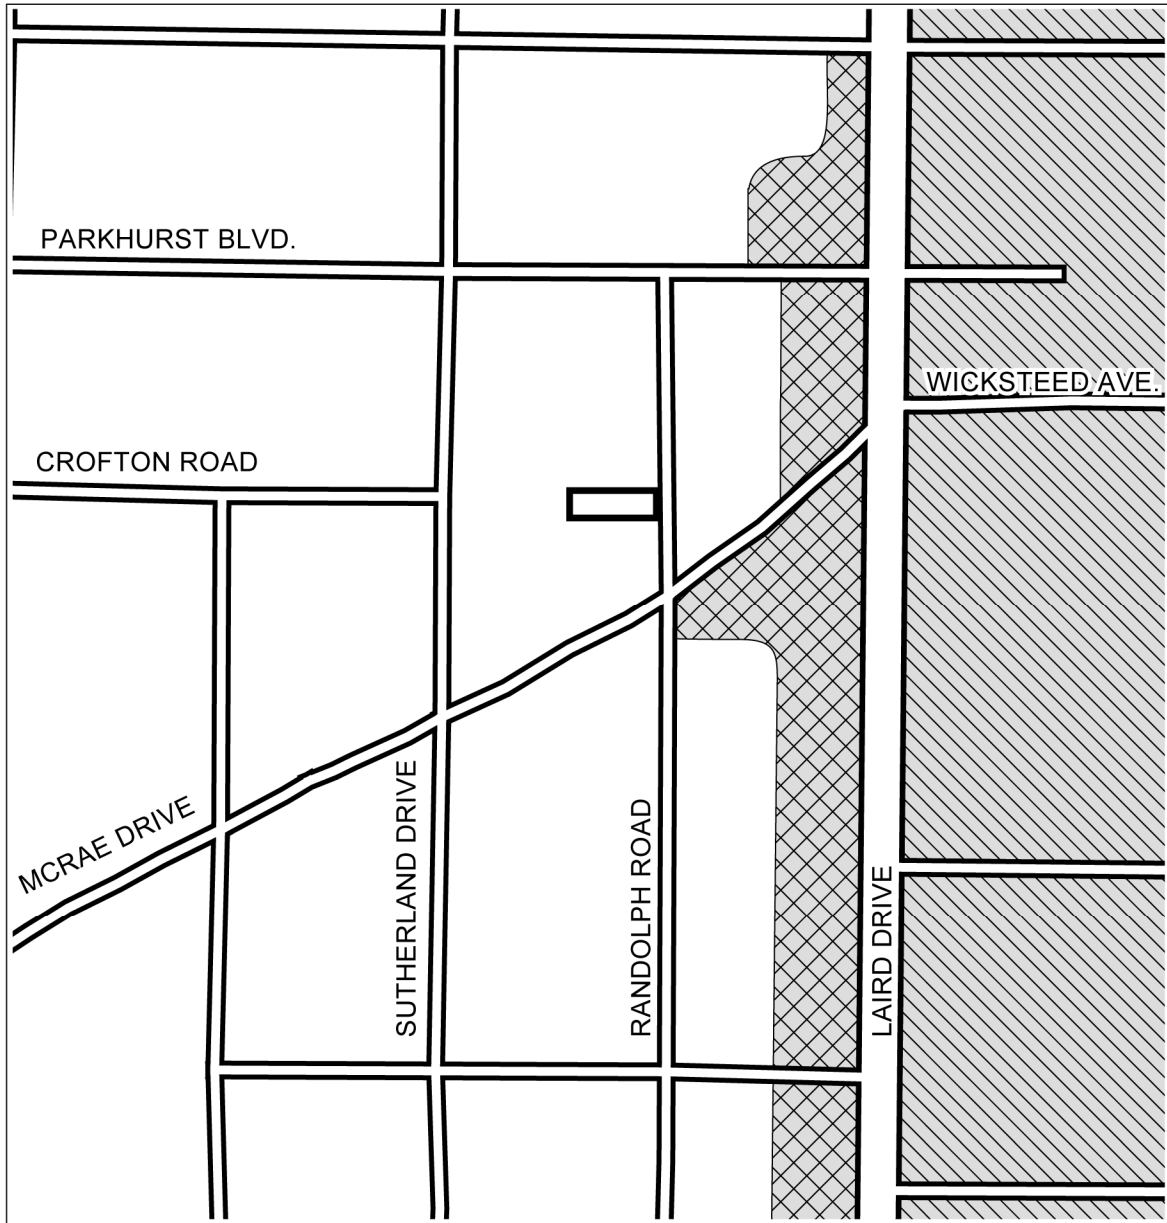 PARKHURST BLVD.
WICKSTEED AVE.
CROFTON ROAD
MCRAE DRIVE
SUTHERLAND DRIVE
RANDOLPH ROAD
LAIRD DRIVE